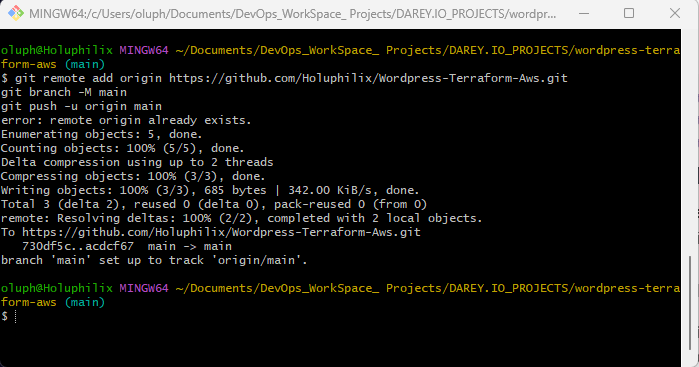 MINGW64:/c/Users/oluph/Documents/DevOps_WorkSpace_ Projects/DAREY.IO_PROJECTS/wordpr...
oluph@Holuphilix MINGW64 ~/Documents/DevOps_WorkSpace_ Projects/DAREY.IO_PROJECTS/wordpress-terra
form-aws (main)
$ git remote add origin https://github.com/Holuphilix/Wordpress-Terraform-Aws.git
git branch -M main
git push -u origin main
error: remote origin already exists.
Enumerating objects: 5, done.
Counting objects: 100% (5/5), done.
Delta compression using up to 2 threads
Compressing objects: 100% (3/3), done.
Writing objects: 100% (3/3), 685 bytes | 342.00 KiB/s, done.
Total 3 (delta 2), reused 0 (delta 0), pack-reused 0 (from 0)
remote: Resolving deltas: 100% (2/2), completed with 2 local objects.
To https://github.com/Holuphilix/Wordpress-Terraform-Aws.git
   730df5c..acdcf67  main -> main
branch 'main' set up to track 'origin/main'.
oluph@Holuphilix MINGW64 ~/Documents/DevOps_WorkSpace_ Projects/DAREY.IO_PROJECTS/wordpress-terra
form-aws (main)
$